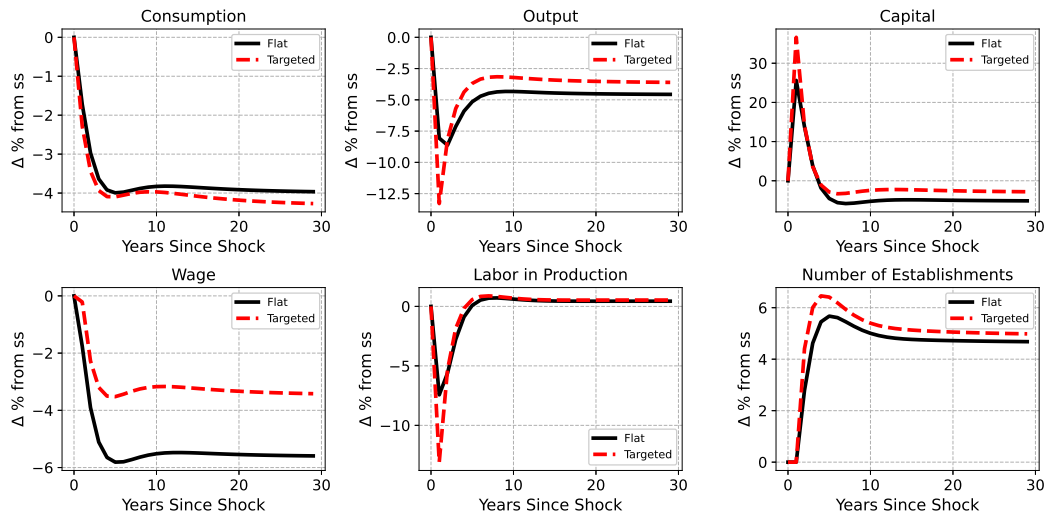 Consumption
Δ % from ss
0
−1
−2
−3
−4
Flat
Targeted
0 10 20 30
Years Since Shock
Output
Δ % from ss
0.0
−2.5
−5.0
−7.5
−10.0
−12.5
Flat
Targeted
0 10 20 30
Years Since Shock
Capital
Δ % from ss
30
20
10
0
Flat
Targeted
0 10 20 30
Years Since Shock
Wage
Δ % from ss
0
−2
−4
−6
Flat
Targeted
0 10 20 30
Years Since Shock
Labor in Production
Δ % from ss
0
−5
−10
Flat
Targeted
0 10 20 30
Years Since Shock
Number of Establishments
Δ % from ss
6
4
2
0
Flat
Targeted
0 10 20 30
Years Since Shock